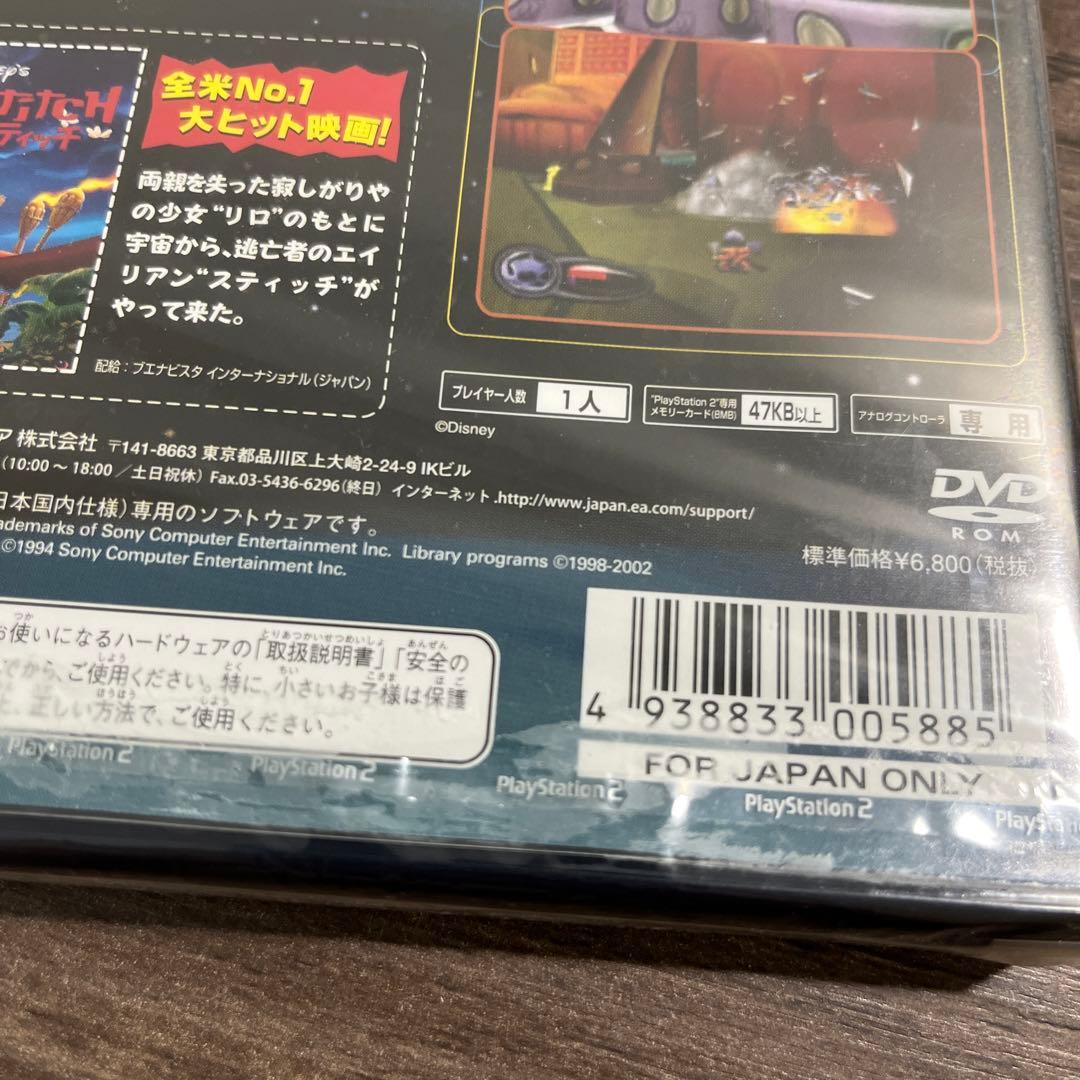 全米No.1
大ヒット映画!
スティッチ
両親を失った寂しがりや
の少女“リロ”のもとに
宇宙から、逃亡者のエイ
リアン“スティッチ”が
やって来た。
配給：ブエナビスタ インターナショナル(ジャパン)
プレイヤー人数 1人
"PlayStation 2"専用
メモリーカード(8MB) 47KB以上
アナログコントローラ 専用
©Disney
ア 株式会社 〒141-8663 東京都品川区上大崎2-24-9 IKビル
(10:00～18:00／土日祝休) Fax.03-5436-6296(終日) インターネット.http://www.japan.ea.com/support/
日本国内仕様)専用のソフトウェアです。
ademarks of Sony Computer Entertainment Inc. Library programs ©1998-2002
©1994 Sony Computer Entertainment Inc.
DVD
ROM
標準価格¥6,800(税抜)
お使いになるハードウェアの「取扱説明書」「安全の
でから、ご使用ください。特に、小さいお子様は保護
正しい方法で、ご使用ください。
4 938833 005885
FOR JAPAN ONLY
PlayStation 2
PlayStation 2
PlayStation 2
PlayStation 2